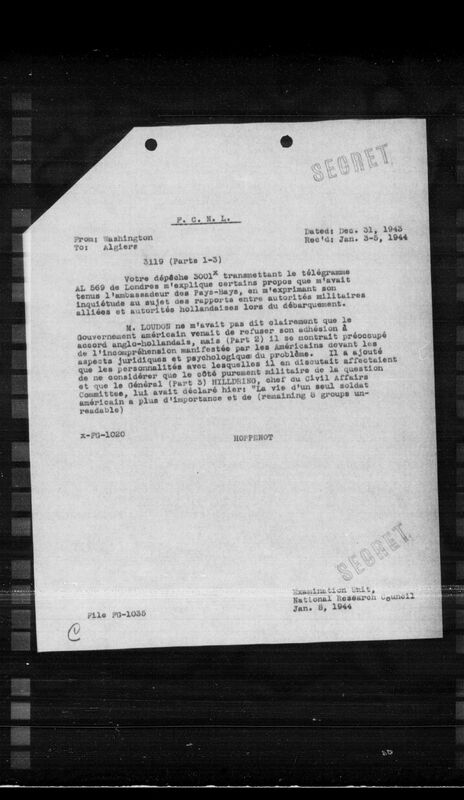 SECRET
F. C. N. L.
From: Washington
To: Algiers
Dated: Dec. 31, 1943
Rec'd: Jan. 3-5, 1944
3119 (Parts 1-3)
Votre dépêche 3001x transmettant le télégramme
AL 569 de Londres m'explique certains propos que m'avait
tenus l'ambassadeur des Pays-Bays, en m'exprimant son
inquiétude au sujet des rapports entre autorités militaires
alliées et autorités hollandaises lors du débarquement.
M. LOUDON ne m'avait pas dit clairement que le
Gouvernement américain venait de refuser son adhésion à
accord anglo-hollandais, mais (Part 2) il se montrait préoccupé
de l'incompréhension manifestée par les Américains devant les
aspects juridiques et psychologiques du problème. Il a ajouté
que les personnalités avec lesquelles il en discutait affectaient
de ne considérer que le côté purement militaire de la question
et que le Général (Part 3) HILLDRING, chef du Civil Affairs
Committee, lui avait déclaré hier: "La vie d'un seul soldat
américain a plus d'importance et de (remaining 8 groups un-
readable)
x-FG-1020
HOPPENOT
SECRET
Examination Unit,
National Research Council
Jan. 8, 1944
File FG-1035
C